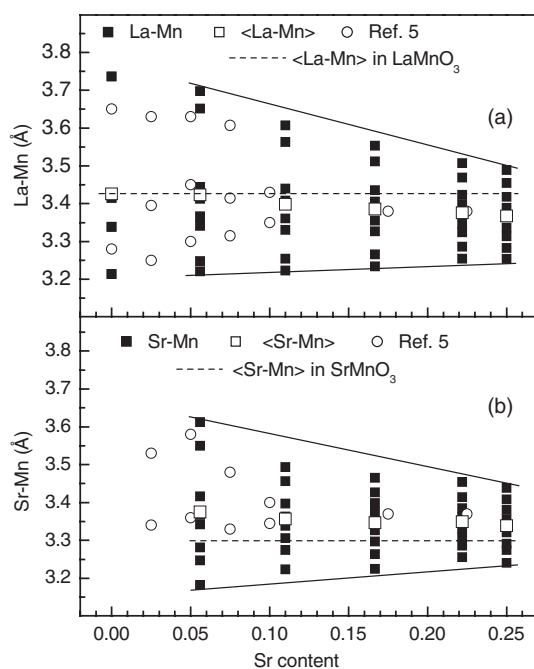 La-Mn <La-Mn> Ref. 5
<La-Mn> in LaMnO₃
3.8
3.7
3.6
3.5
3.4
3.3
3.2
La-Mn (Å)
(a)
Sr-Mn <Sr-Mn> Ref. 5
<Sr-Mn> in SrMnO₃
3.8
3.7
3.6
3.5
3.4
3.3
3.2
Sr-Mn (Å)
(b)
0.00 0.05 0.10 0.15 0.20 0.25
Sr content